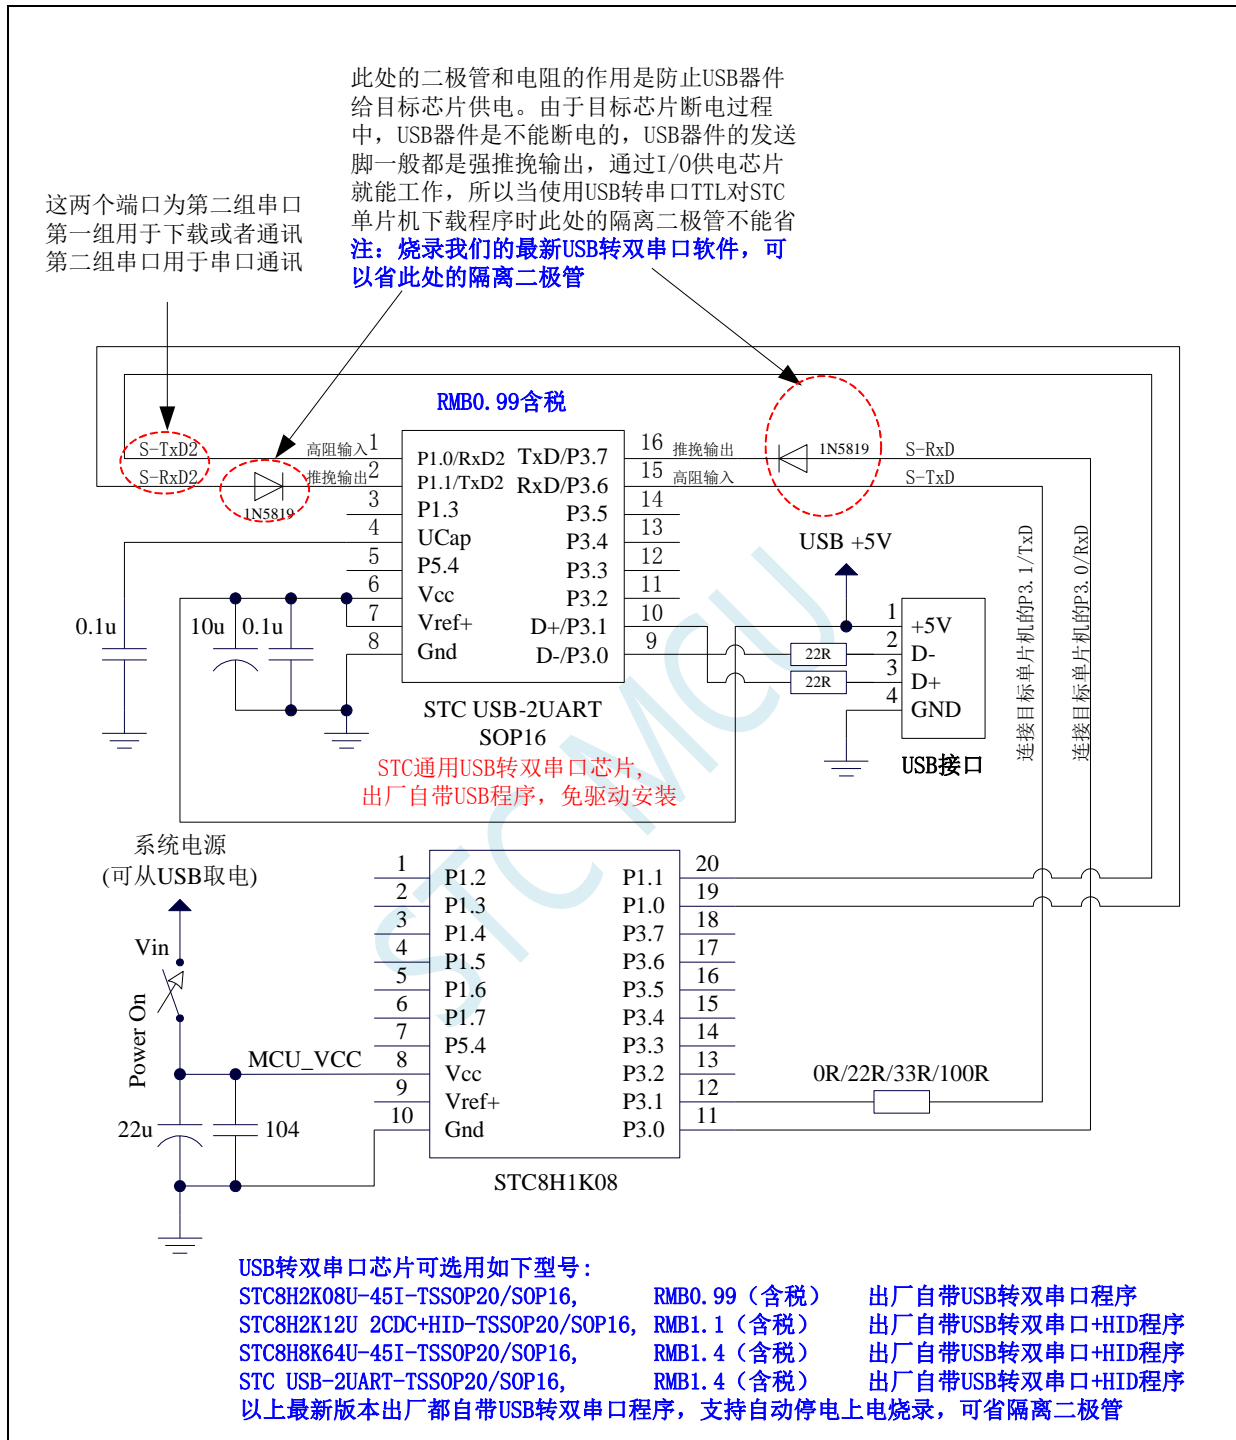 此处的二极管和电阻的作用是防止USB器件
给目标芯片供电。由于目标芯片断电过程
中，USB器件是不能断电的，USB器件的发送
脚一般都是强推挽输出，通过I/O供电芯片
就能工作，所以当使用USB转串口TTL对STC
单片机下载程序时此处的隔离二极管不能省
注：烧录我们的最新USB转双串口软件，可
以省此处的隔离二极管
这两个端口为第二组串口
第一组用于下载或者通讯
第二组串口用于串口通讯
RMB0.99含税
S-TxD2
高阻输入
1
P1.0/RxD2
TxD/P3.7
16
推挽输出
1N5819
S-RxD
S-RxD2
1N5819
推挽输出
2
P1.1/TxD2
RxD/P3.6
15
高阻输入
S-TxD
3
P1.3
P3.5
14
4
UCap
P3.4
13
5
P5.4
P3.3
12
6
Vcc
P3.2
11
7
Vref+
D+/P3.1
10
8
Gnd
D-/P3.0
9
0.1u
10u
0.1u
STC USB-2UART
SOP16
STC通用USB转双串口芯片，
出厂自带USB程序，免驱动安装
USB +5V
22R
22R
1
+5V
2
D-
3
D+
4
GND
USB接口
连接目标单片机的P3.1/TxD
连接目标单片机的P3.0/RxD
STC MCU
系统电源
(可从USB取电)
Vin
Power On
MCU_VCC
22u
104
1
P1.2
P1.1
20
2
P1.3
P1.0
19
3
P1.4
P3.7
18
4
P1.5
P3.6
17
5
P1.6
P3.5
16
6
P1.7
P3.4
15
7
P5.4
P3.3
14
8
Vcc
P3.2
13
9
Vref+
P3.1
12
10
Gnd
P3.0
11
0R/22R/33R/100R
STC8H1K08
USB转双串口芯片可选用如下型号：
STC8H2K08U-45I-TSSOP20/SOP16, RMB0.99（含税） 出厂自带USB转双串口程序
STC8H2K12U 2CDC+HID-TSSOP20/SOP16, RMB1.1（含税） 出厂自带USB转双串口+HID程序
STC8H8K64U-45I-TSSOP20/SOP16, RMB1.4（含税） 出厂自带USB转双串口+HID程序
STC USB-2UART-TSSOP20/SOP16, RMB1.4（含税） 出厂自带USB转双串口+HID程序
以上最新版本出厂都自带USB转双串口程序，支持自动停电上电烧录，可省隔离二极管